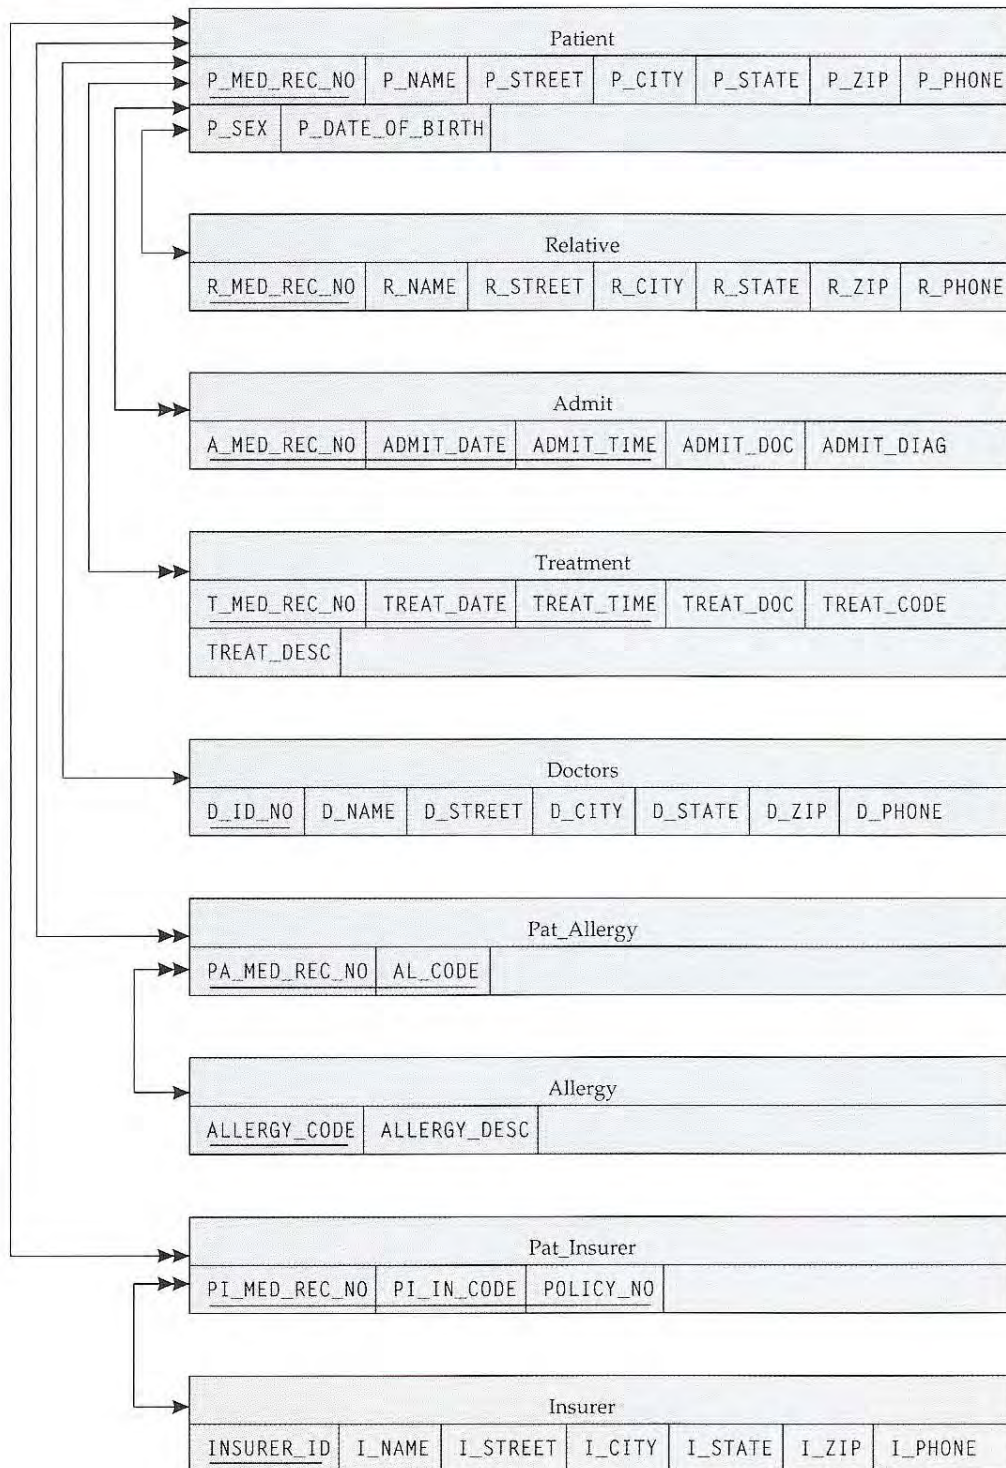 Patient
P_MED_REC_NO P_NAME P_STREET P_CITY P_STATE P_ZIP P_PHONE
P_SEX P_DATE_OF_BIRTH
Relative
R_MED_REC_NO R_NAME R_STREET R_CITY R_STATE R_ZIP R_PHONE
Admit
A_MED_REC_NO ADMIT_DATE ADMIT_TIME ADMIT_DOC ADMIT_DIAG
Treatment
T_MED_REC_NO TREAT_DATE TREAT_TIME TREAT_DOC TREAT_CODE
TREAT_DESC
Doctors
D_ID_NO D_NAME D_STREET D_CITY D_STATE D_ZIP D_PHONE
Pat_Allergy
PA_MED_REC_NO AL_CODE
Allergy
ALLERGY_CODE ALLERGY_DESC
Pat_Insurer
PI_MED_REC_NO PI_IN_CODE POLICY_NO
Insurer
INSURER_ID I_NAME I_STREET I_CITY I_STATE I_ZIP I_PHONE